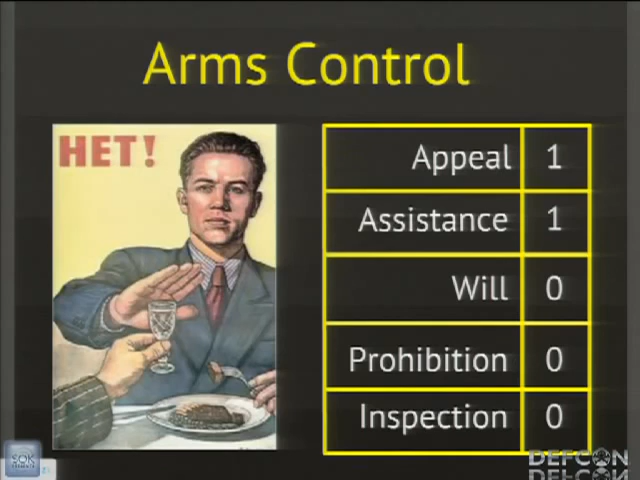 Arms Control
НЕТ!
Appeal 1
Assistance 1
Will 0
Prohibition 0
Inspection 0
DEFCON